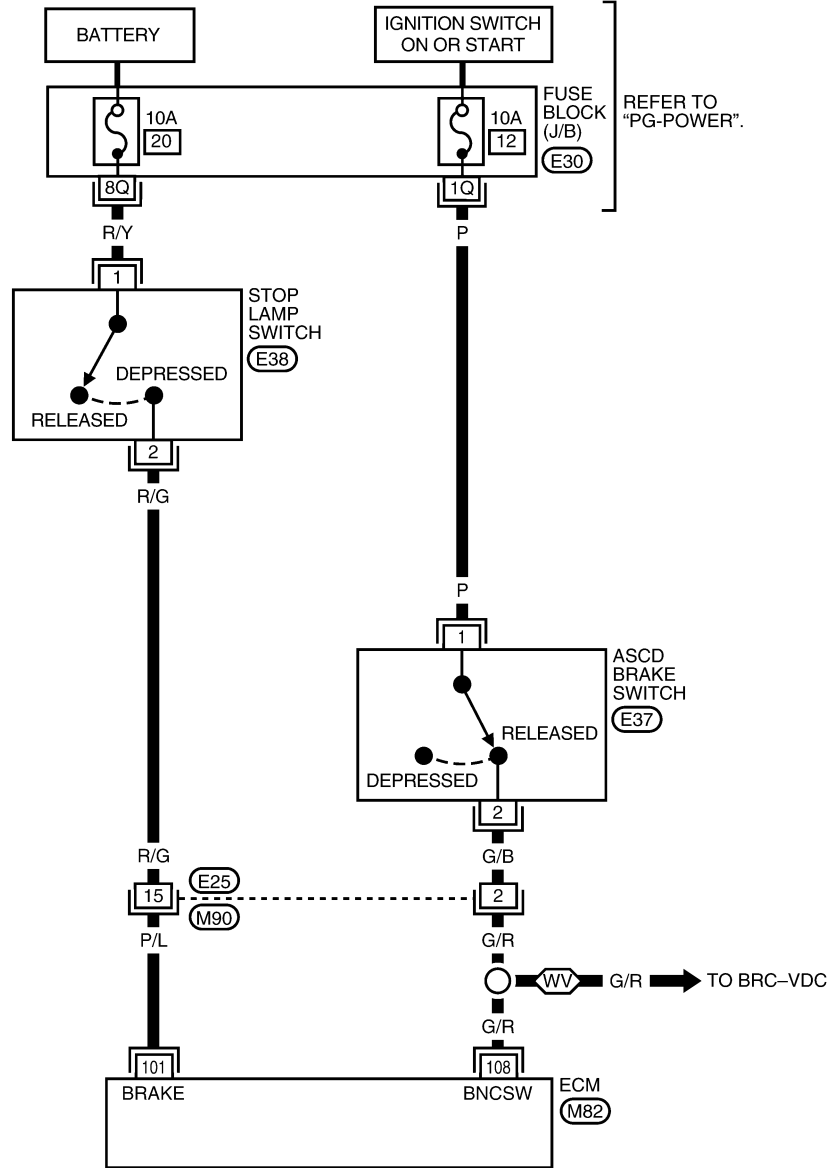 BATTERY
IGNITION SWITCH
ON OR START
10A
20
10A
12
FUSE
BLOCK
(J/B)
E30
REFER TO
“PG-POWER”.
8Q
1Q
R/Y
P
1
STOP
LAMP
SWITCH
E38
DEPRESSED
RELEASED
2
R/G
P
1
ASCD
BRAKE
SWITCH
E37
RELEASED
DEPRESSED
2
R/G
G/B
15
E25
M90
2
P/L
G/R
WV
G/R
TO BRC–VDC
G/R
101
108
BRAKE
BNCSW
ECM
M82